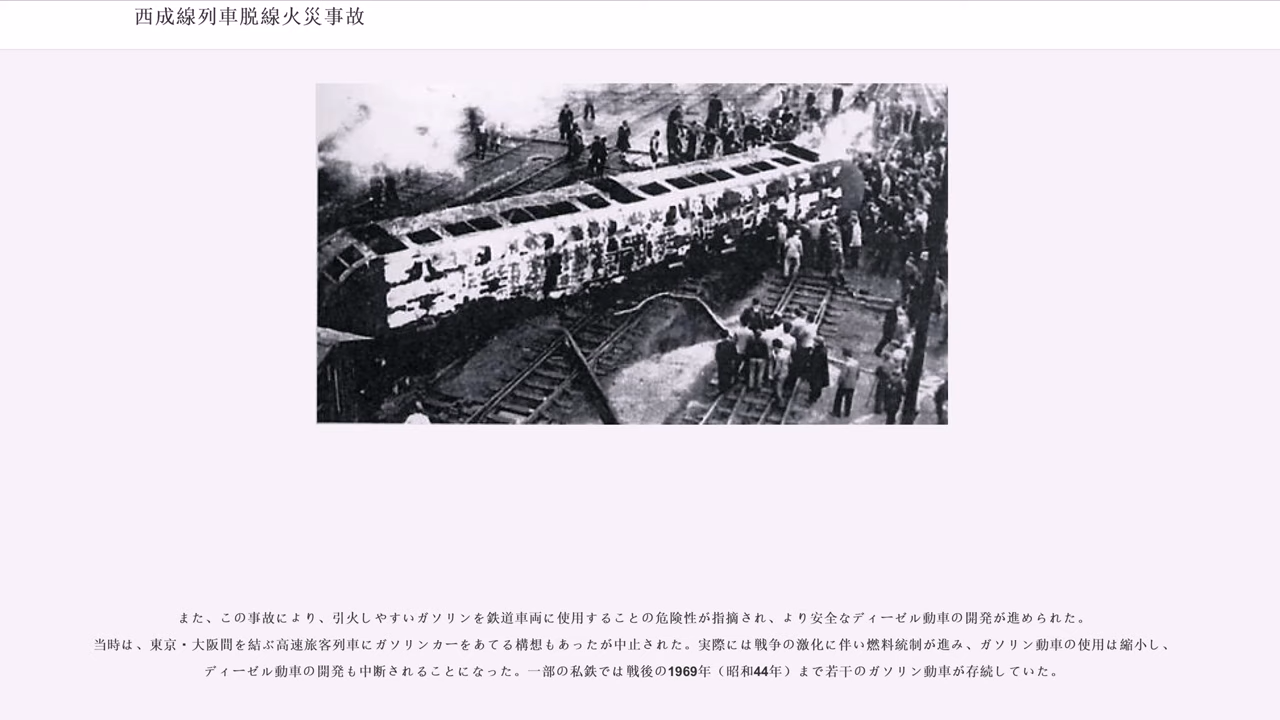 西成線列車脱線火災事故
また、この事故により、引火しやすいガソリンを鉄道車両に使用することの危険性が指摘され、より安全なディーゼル動車の開発が進められた。
当時は、東京・大阪間を結ぶ高速旅客列車にガソリンカーをあてる構想もあったが中止された。実際には戦争の激化に伴い燃料統制が進み、ガソリン動車の使用は縮小し、
ディーゼル動車の開発も中断されることになった。一部の私鉄では戦後の1969年（昭和44年）まで若干のガソリン動車が存続していた。